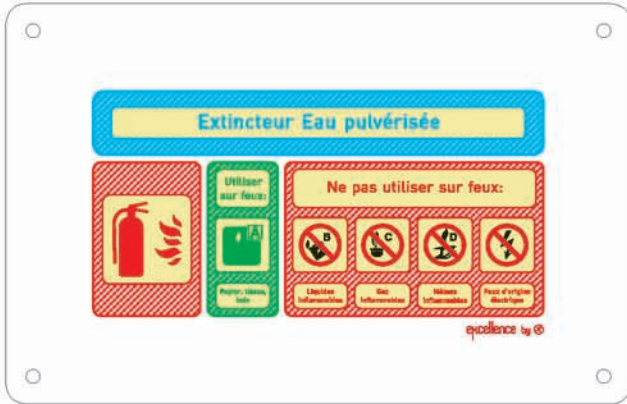 Extincteur Eau pulvérisée
Utiliser
sur feux:
A
Papier, tissus,
bois
Ne pas utiliser sur feux:
B
C
D
Liquides
inflammables
Gaz
inflammables
Métaux
inflammables
Feux d'origine
électrique
excellence by